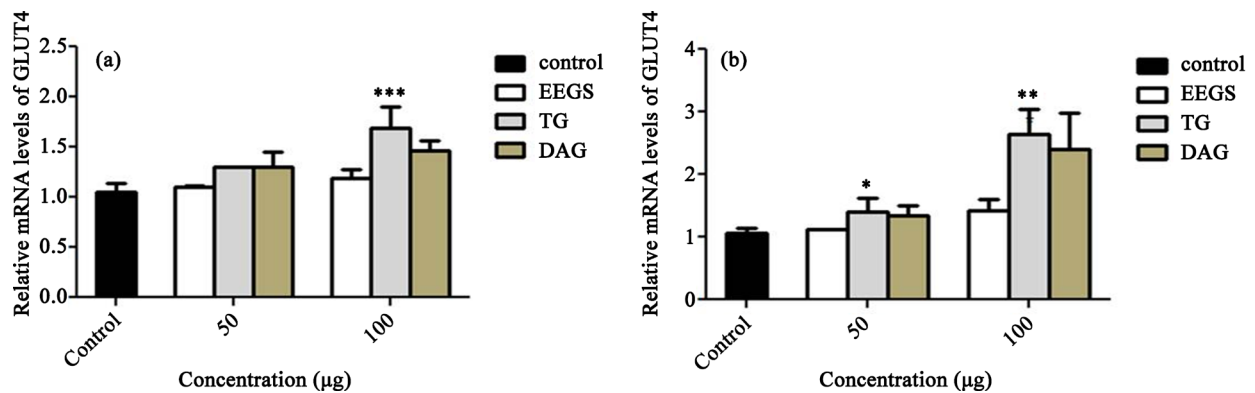 Relative mRNA levels of GLUT4
2.5
2.0
1.5
1.0
0.5
0.0
(a)
***
control
EEGS
TG
DAG
Control
50
100
Concentration (µg)
Relative mRNA levels of GLUT4
4
3
2
1
0
(b)
*
**
control
EEGS
TG
DAG
Control
50
100
Concentration (µg)